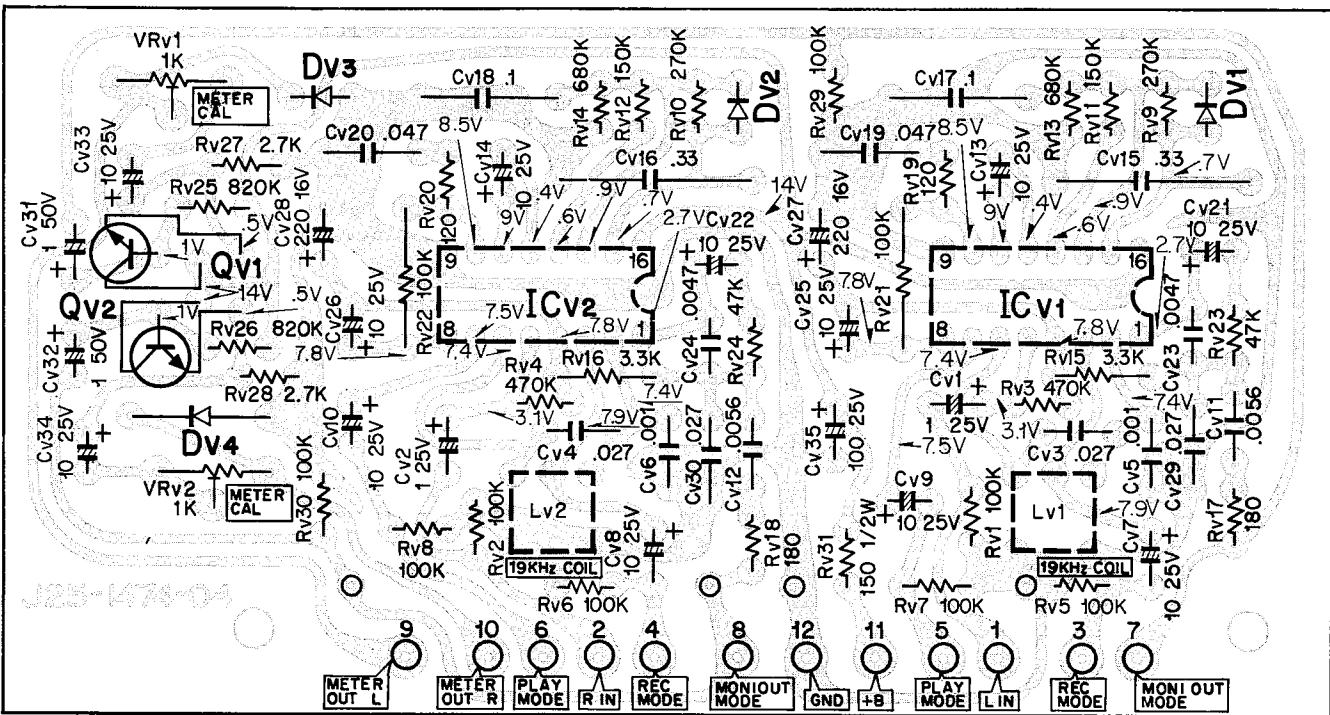 VRv1
1K
METER
CAL
Dv3
Cv18 .1
Rv14 680K
Rv12 150K
Rv10 270K
Dv2
Rv29 100K
Cv17 .1
Rv13 680K
Rv11 150K
Rv9 270K
Dv1
Cv33
10 25V
+
Rv27 2.7K
Rv25 820K
Cv28
220 16V
+
Cv20 .047
8.5V
Rv20
120
Cv14
10 25V
+
Cv16 .33
.9V
.4V
.6V
.9V
.7V
2.7V
Cv22
10 25V
+
14V
Cv27
220 16V
+
Cv19 .047
8.5V
Rv19
120
Cv13
10 25V
+
Cv15 .33
.7V
.9V
.4V
.6V
.9V
Cv21
10 25V
+
2.7V
Cv31
1 50V
+
.5V
.1V
Qv1
14V
Qv2
.1V
.5V
Rv26 820K
Rv28 2.7K
Cv32
1 50V
+
Cv34
10 25V
+
Dv4
VRv2
1K
METER
CAL
Rv30 100K
Cv26
10 25V
+
7.8V
Rv22 100K
9
16
ICv2
8
1
7.5V
7.8V
7.4V
Rv16 3.3K
Rv4
470K
7.4V
3.1V
7.9V
Cv4 .027
Cv10
10 25V
+
Cv2
1 25V
+
Cv24 .0047
Rv24 47K
Cv6 .001
Cv30 .027
Cv12 .0056
Cv25
10 25V
+
7.8V
Rv21 100K
9
16
ICv1
8
1
7.8V
7.4V
Rv15 3.3K
Rv3 470K
7.4V
3.1V
7.5V
Cv1
1 25V
+
Cv3 .027
Cv23 .0047
Rv23
47K
Cv5 .001
Cv29 .027
Cv11 .0056
Cv35
100 25V
+
Rv8
100K
Rv2 100K
Lv2
19KHz COIL
Cv8
10 25V
+
Rv6 100K
Rv18
180
Rv31
150 1/2W
Cv9
10 25V
+
Rv1 100K
Lv1
19KHz COIL
7.9V
Cv7
10 25V
+
Rv17
180
Rv7 100K
Rv5 100K
J25-1474-04
9
10
6
2
4
8
12
11
5
1
3
7
METER
OUT L
METER
OUT R
PLAY
MODE
R IN
REC
MODE
MONIOUT
MODE
GND
+B
PLAY
MODE
L IN
REC
MODE
MONI OUT
MODE